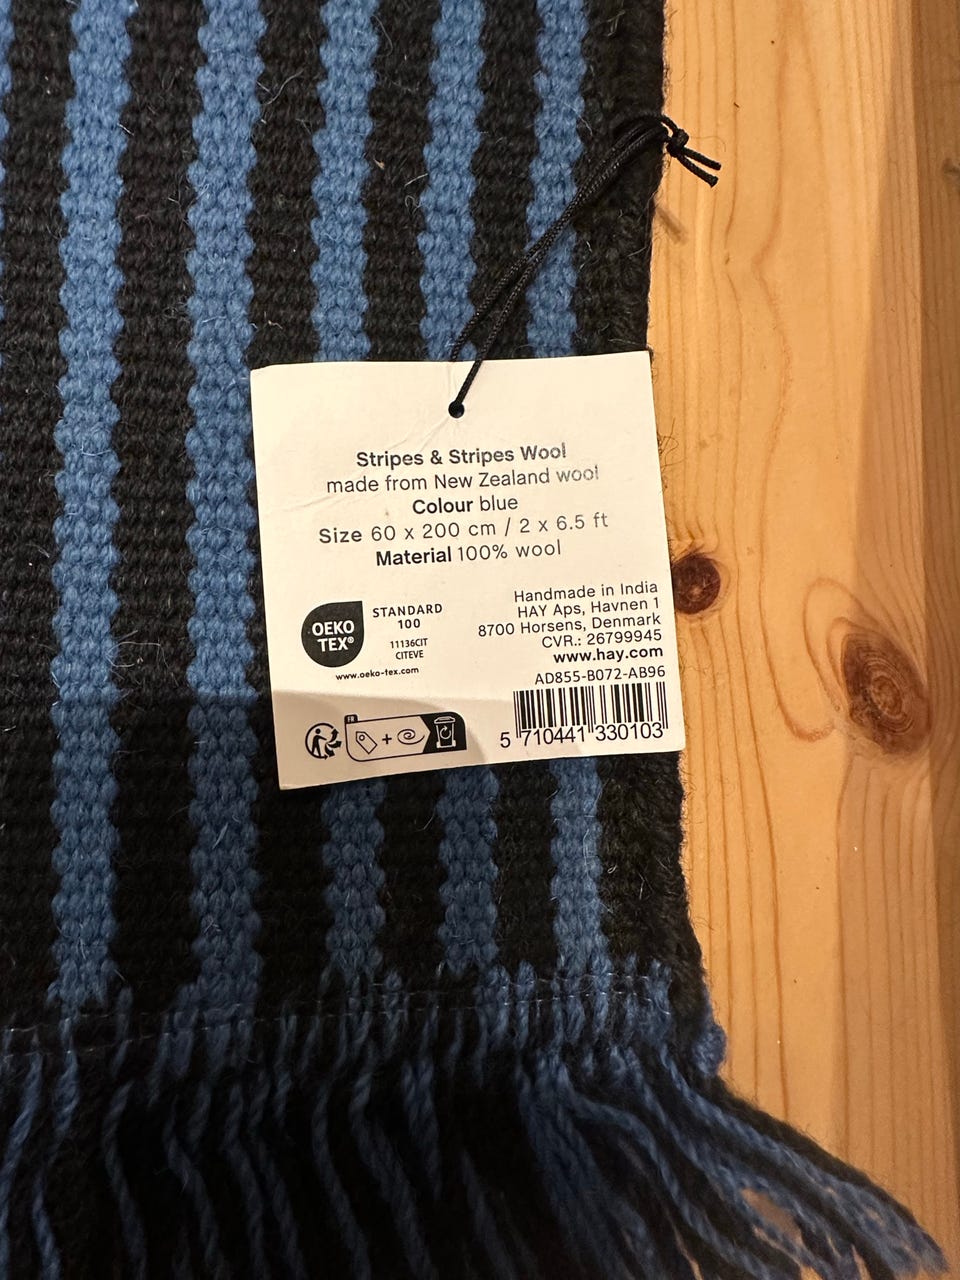 Stripes & Stripes Wool
made from New Zealand wool
Colour blue
Size 60 x 200 cm / 2 x 6.5 ft
Material 100% wool
OEKO
TEX®
STANDARD
100
11136CIT
CITEVE
www.oeko-tex.com
Handmade in India
HAY Aps, Havnen 1
8700 Horsens, Denmark
CVR.: 26799945
www.hay.com
AD855-B072-AB96
FR
5 710441 330103